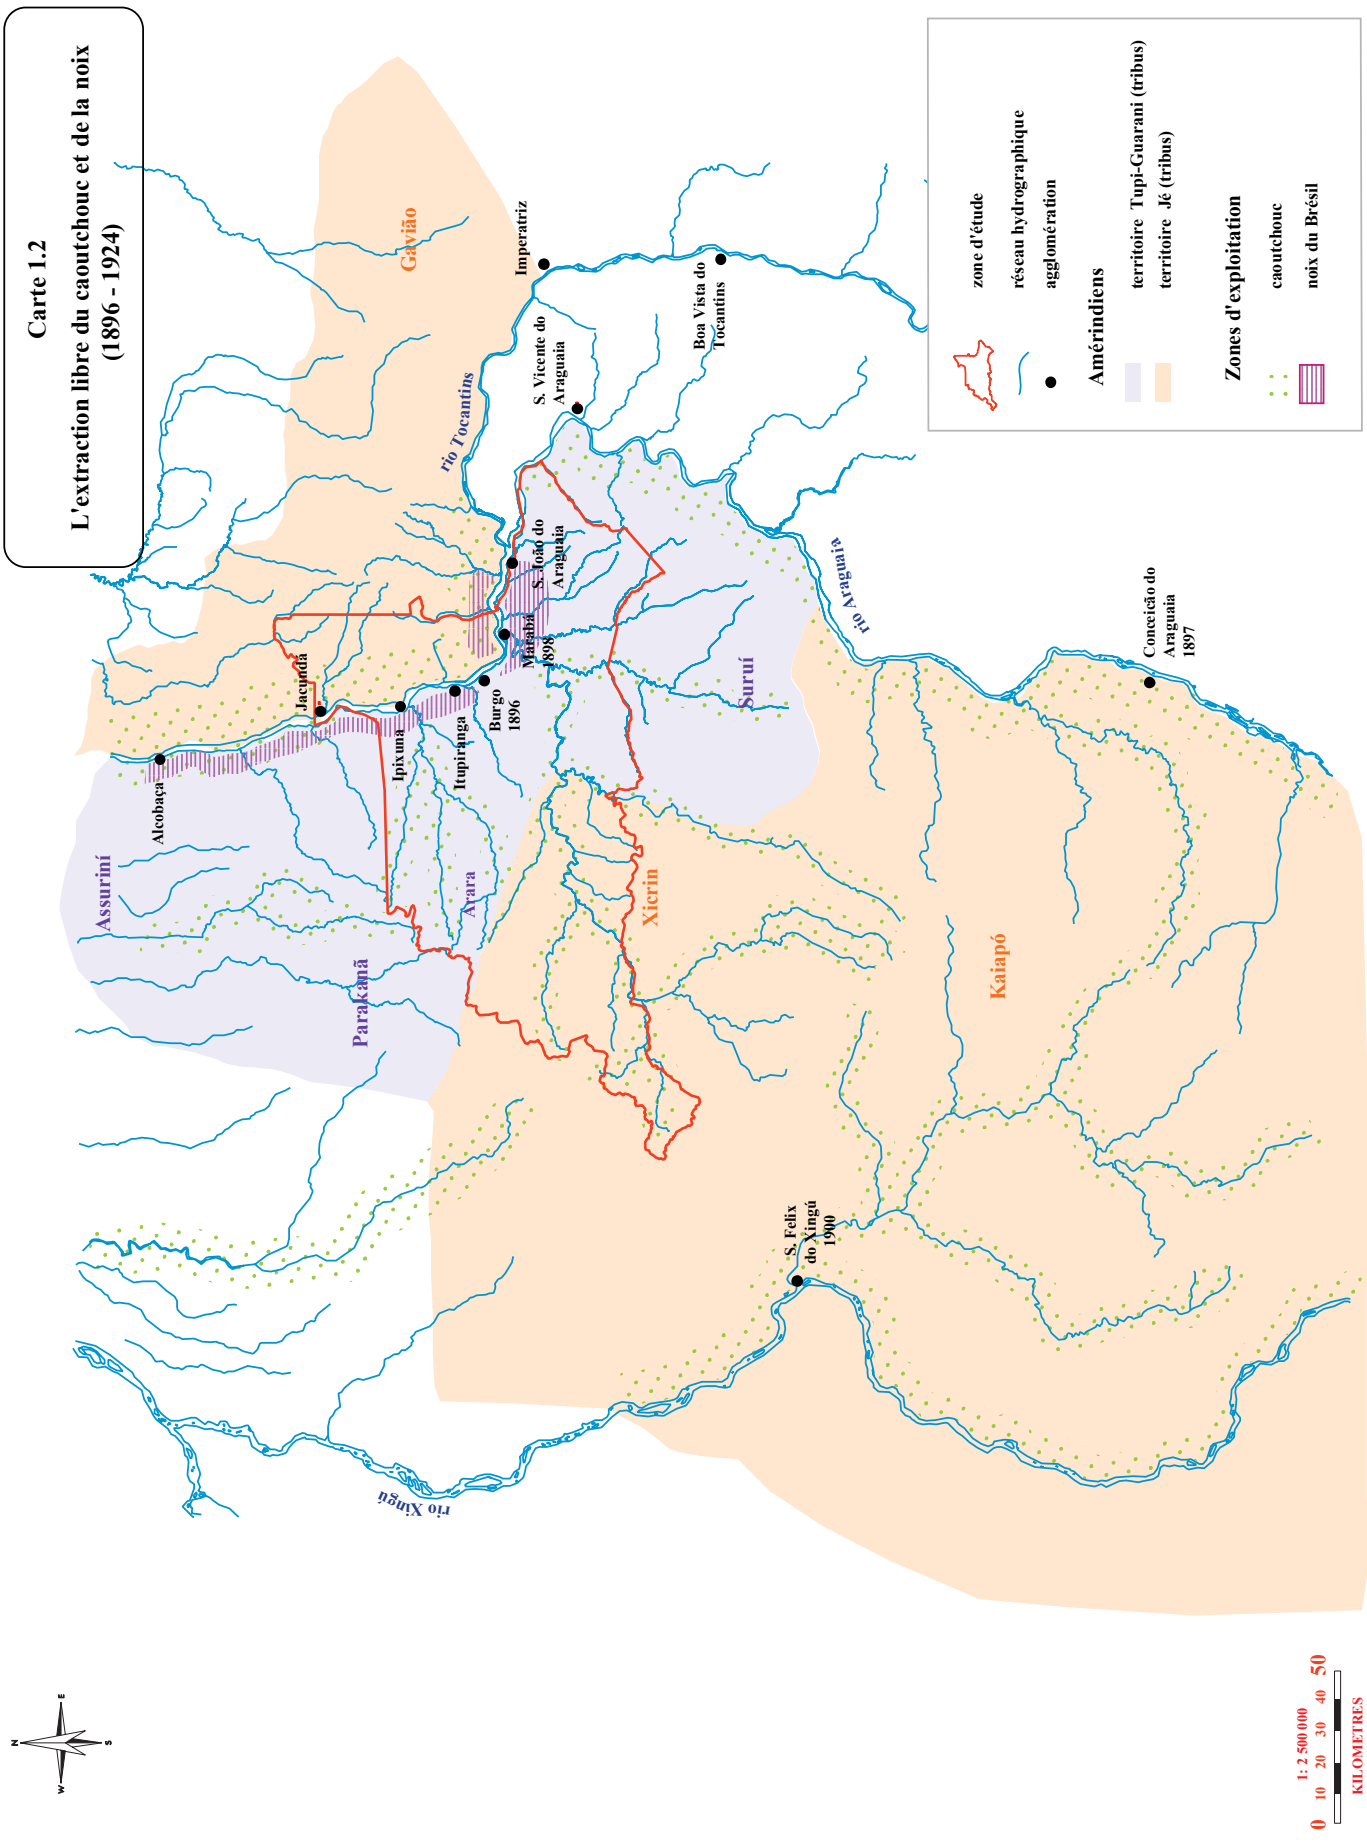 Carte 1.2
L'extraction libre du caoutchouc et de la noix
(1896 - 1924)
Gavião
Imperatriz
rio Tocantins
S. Vicente do
Araguaia
Boa Vista do
Tocantins
S. João do
Araguaia
Marabá
1898
Jacundá
Burgo
1896
Itupiranga
Ipixuna
Alcobaça
Assuriní
Arara
Parakanã
Suruí
rio Araguaia
Conceicão do
Araguaia
1897
Xicrin
Kaiapó
S. Felix
do Xingú
1900
rio Xingú
zone d'étude
réseau hydrographique
agglomération
Amérindiens
territoire Tupi-Guarani (tribus)
territoire Jé (tribus)
Zones d'exploitation
caoutchouc
noix du Brésil
N
W
E
S
1: 2 500 000
0 10 20 30 40 50
KILOMETRES